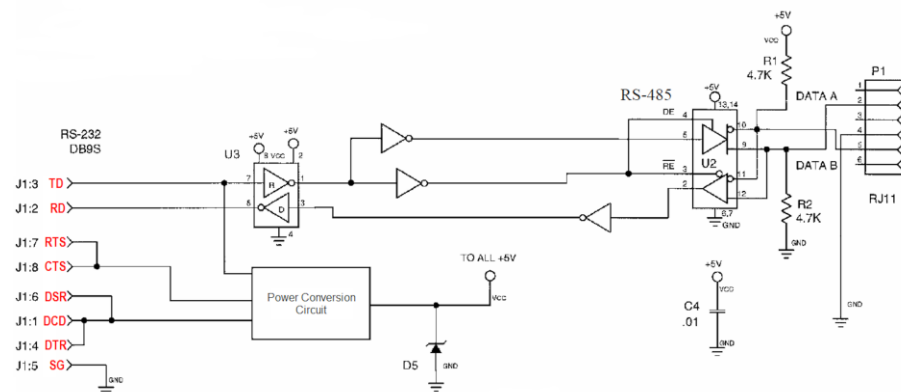 +5V
VCC
R1
4.7K
P1
RS-485
+5V
13,14
DATA A
1
2
3
4
5
6
RJ11
RS-232
DB9S
+5V
+5V
U3
6 VCC
2
DE
4
5
10
9
U2
DATA B
RE
3
2
11
12
6,7
GND
R2
4.7K
GND
J1:3 TD
7
R
1
J1:2 RD
5
D
3
4
J1:7 RTS
J1:8 CTS
TO ALL +5V
VCC
+5V
VCC
J1:6 DSR
Power Conversion
Circuit
C4
.01
GND
J1:1 DCD
J1:4 DTR
D5
GND
GND
J1:5 SG
GND